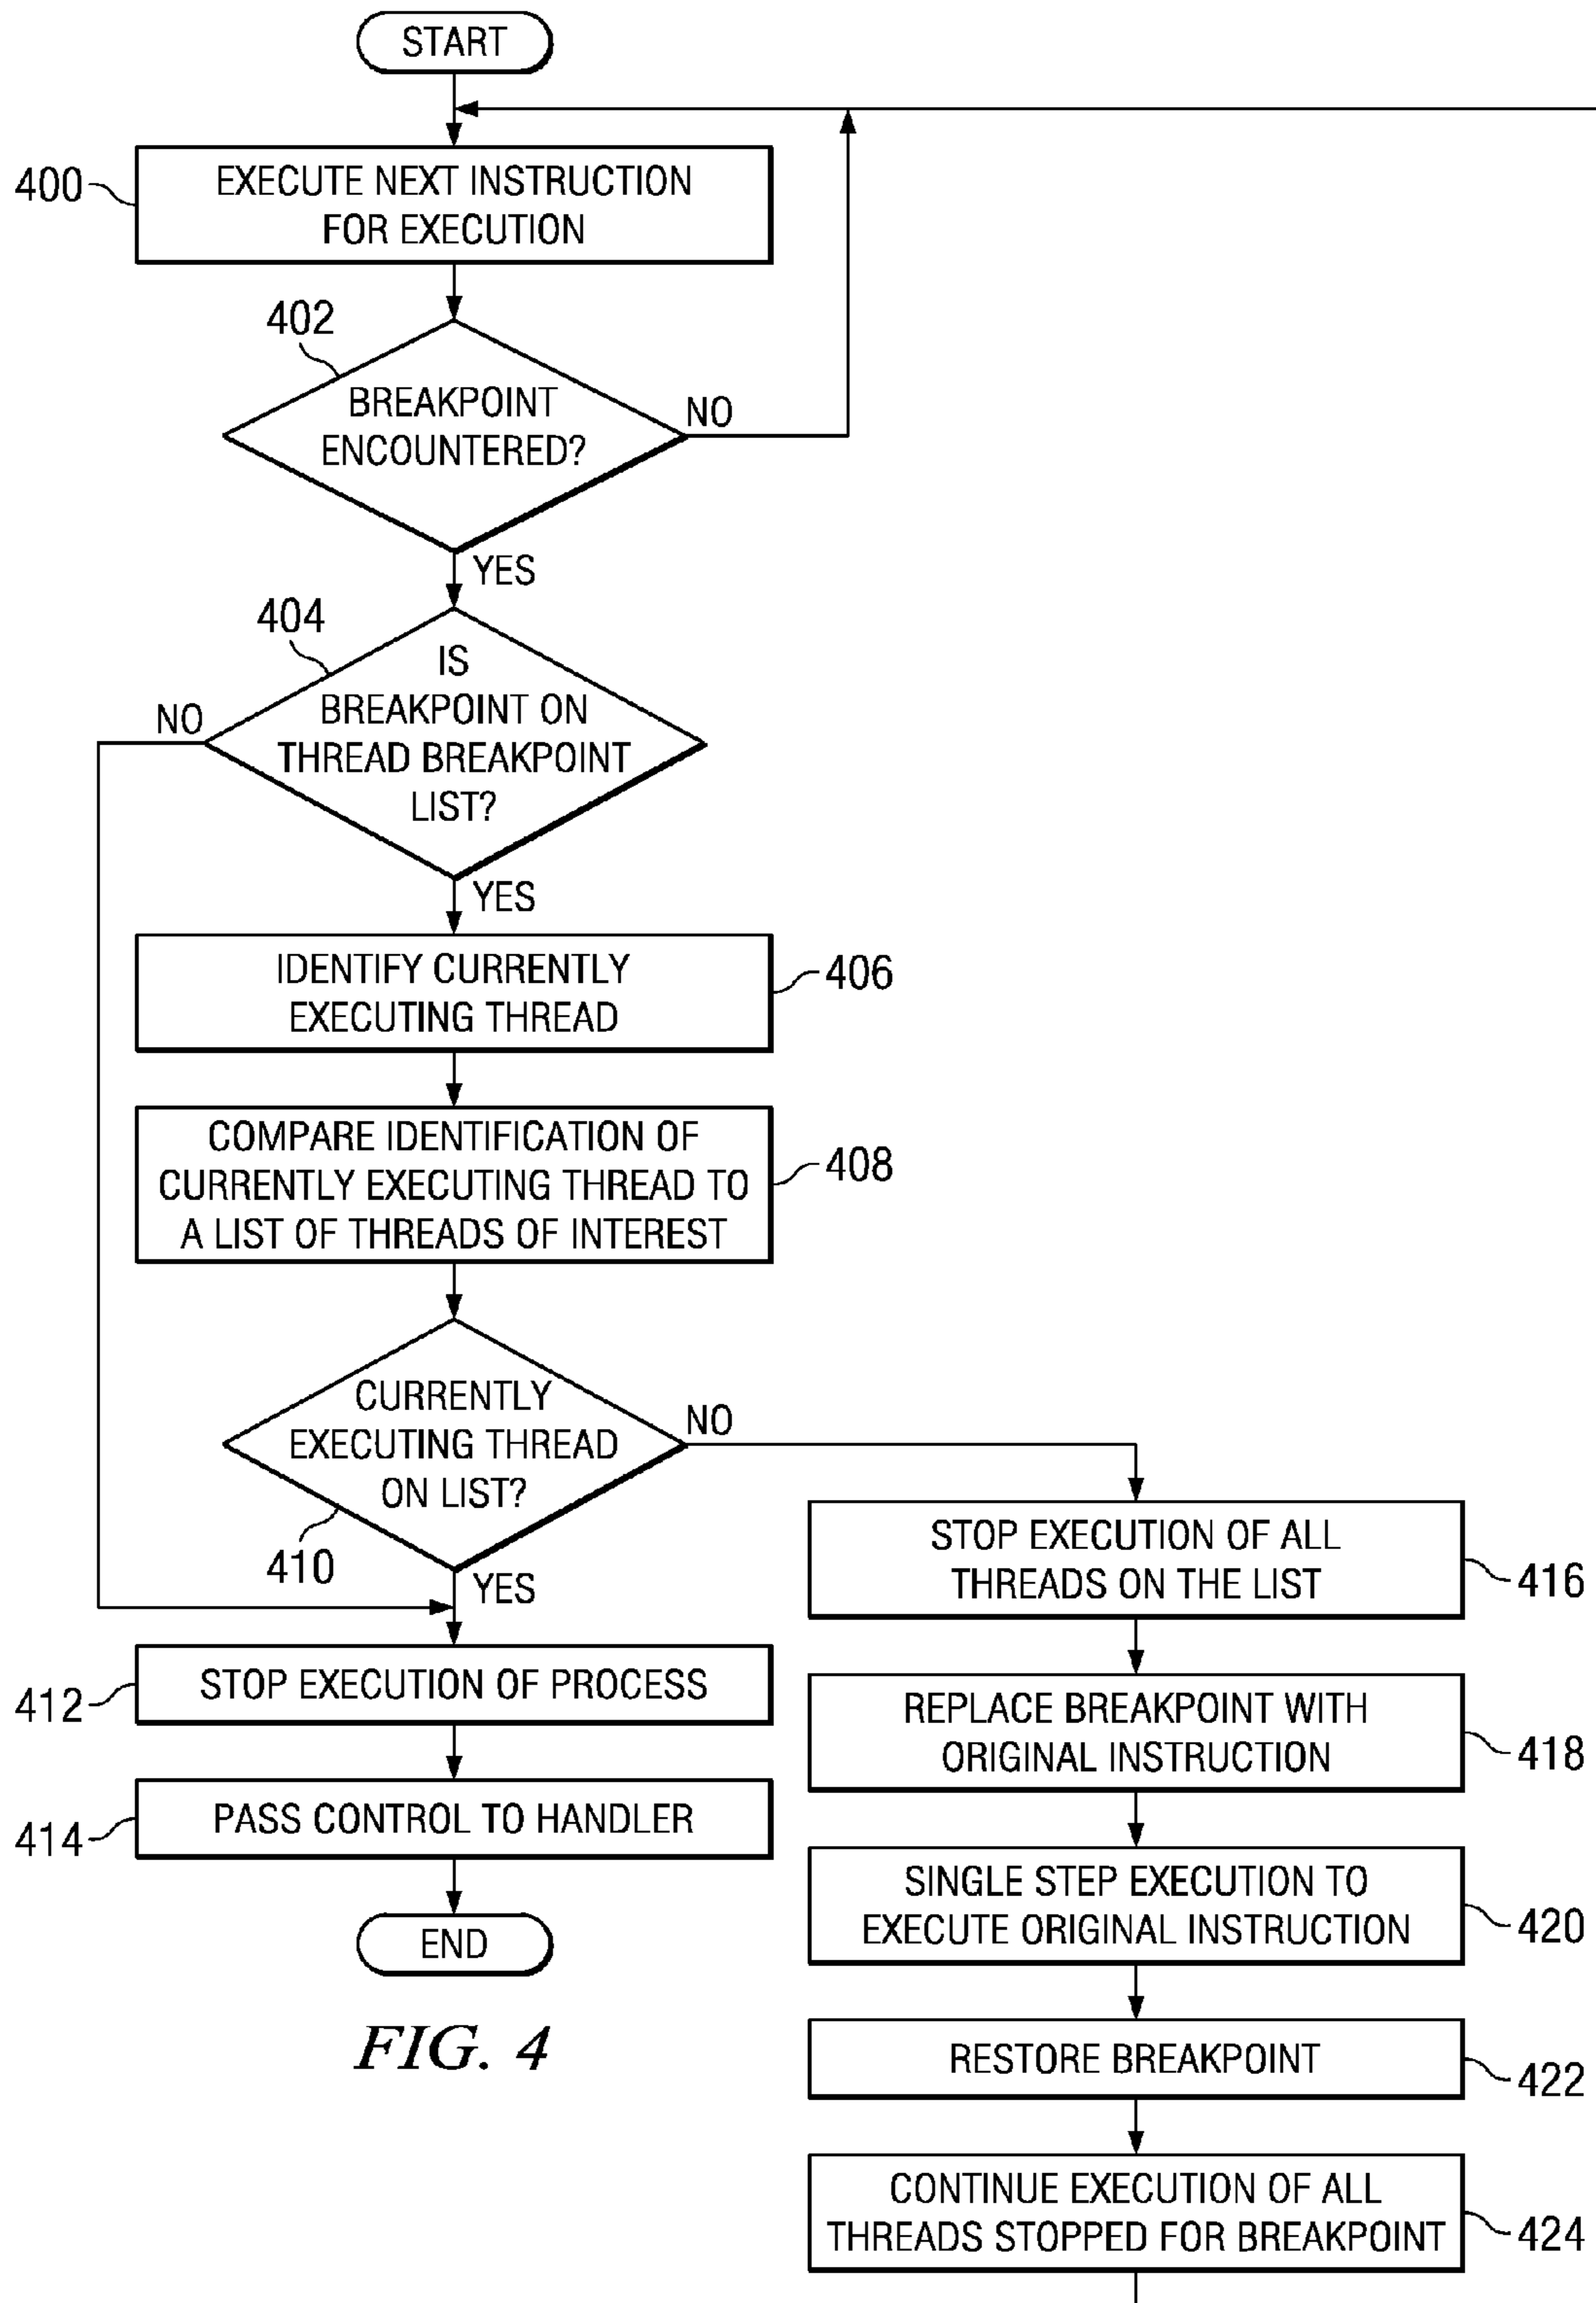 START
400
EXECUTE NEXT INSTRUCTION
FOR EXECUTION
402
BREAKPOINT
ENCOUNTERED?
NO
YES
404
IS
BREAKPOINT ON
THREAD BREAKPOINT
LIST?
NO
YES
IDENTIFY CURRENTLY
EXECUTING THREAD
406
COMPARE IDENTIFICATION OF
CURRENTLY EXECUTING THREAD TO
A LIST OF THREADS OF INTEREST
408
CURRENTLY
EXECUTING THREAD
ON LIST?
NO
410
YES
412
STOP EXECUTION OF PROCESS
414
PASS CONTROL TO HANDLER
END
STOP EXECUTION OF ALL
THREADS ON THE LIST
416
REPLACE BREAKPOINT WITH
ORIGINAL INSTRUCTION
418
SINGLE STEP EXECUTION TO
EXECUTE ORIGINAL INSTRUCTION
420
RESTORE BREAKPOINT
422
CONTINUE EXECUTION OF ALL
THREADS STOPPED FOR BREAKPOINT
424
FIG. 4